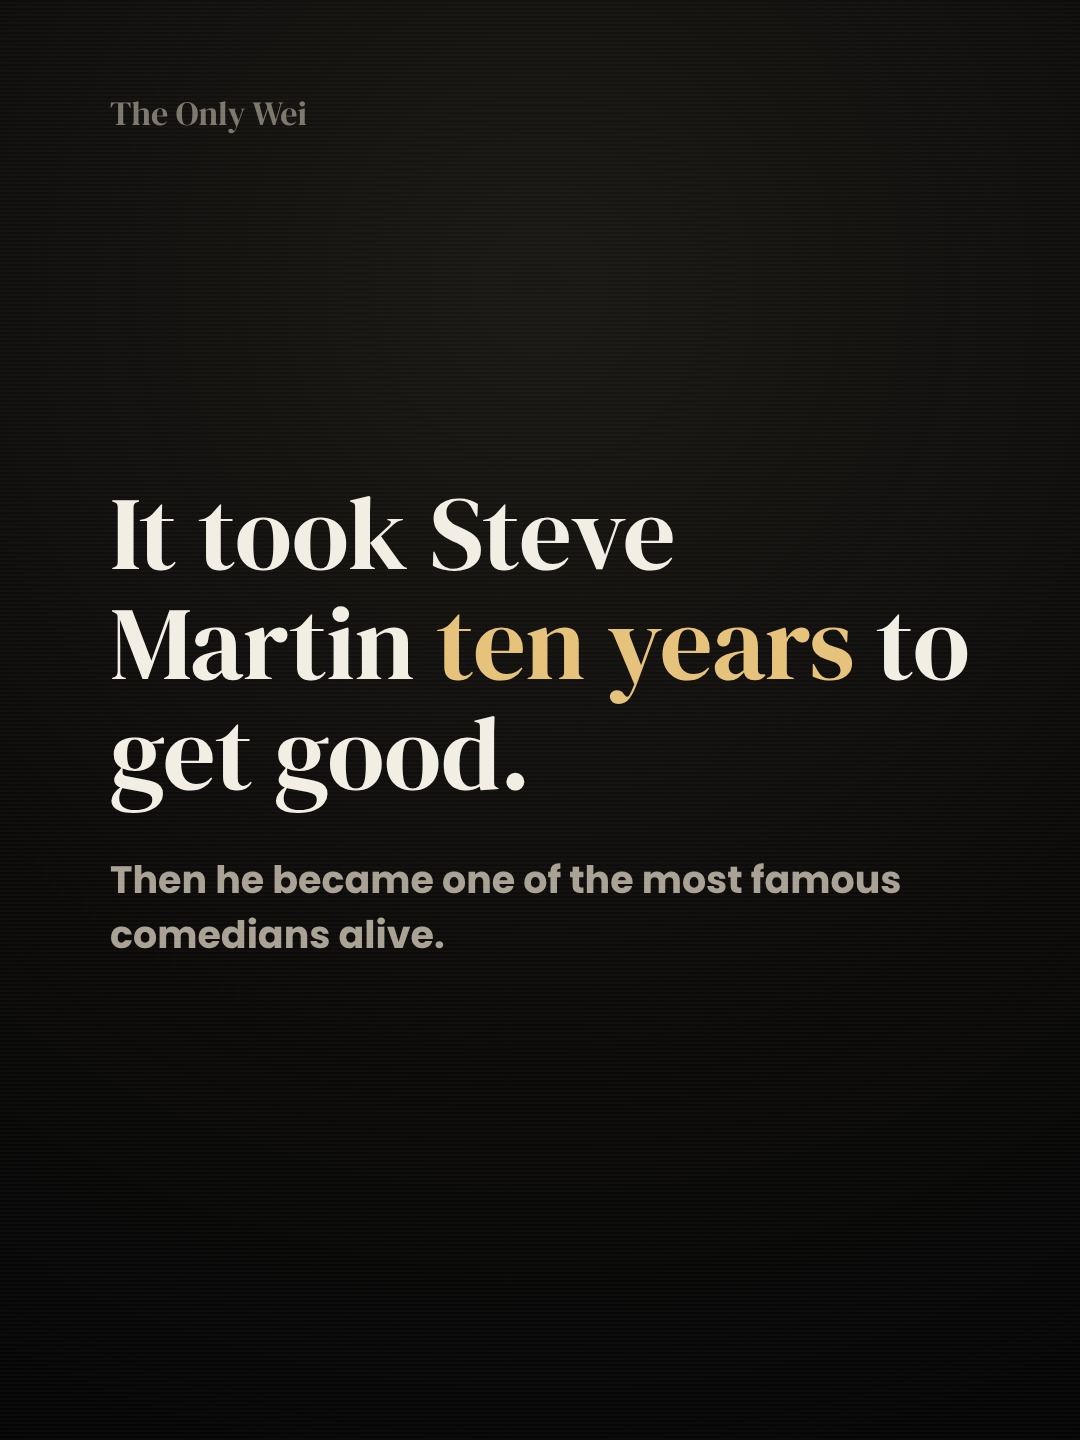 The Only Wei
It took Steve
Martin ten years to
get good.
Then he became one of the most famous
comedians alive.